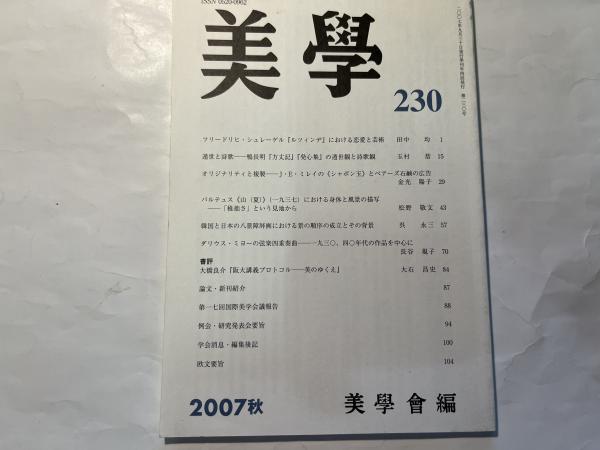 ISSN 0520-0962
美學
230
フリードリヒ・シュレーゲル『ルツィンデ』における恋愛と芸術 田中 均 1
遁世と詩歌──鴨長明『方丈記』『発心集』の遁世観と詩歌観 玉村 恭 15
オリジナリティと複製──J・E・ミレイの《シャボン玉》とペアーズ石鹸の広告
金光 陽子 29
バルテュス《山(夏)》(一九三七)における身体と風景の描写
──「稚拙さ」という見地から 松野 敬文 43
韓国と日本の八景障屏画における景の順序の成立とその背景 呉 永三 57
ダリウス・ミヨーの弦楽四重奏曲──一九三〇、四〇年代の作品を中心に
長谷 規子 70
書評
大橋良介『阪大講義プロトコル──美のゆくえ』 大石 昌史 84
論文・新刊紹介 87
第一七回国際美学会議報告 88
例会・研究発表会要旨 94
学会消息・編集後記 100
欧文要旨 104
2007秋
美學會編